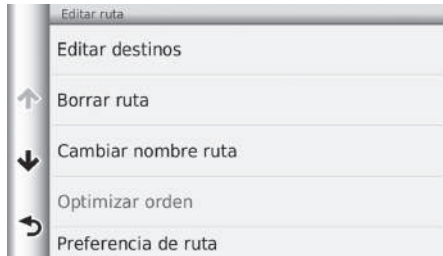 Editar ruta
Editar destinos
Borrar ruta
Cambiar nombre ruta
Optimizar orden
Preferencia de ruta